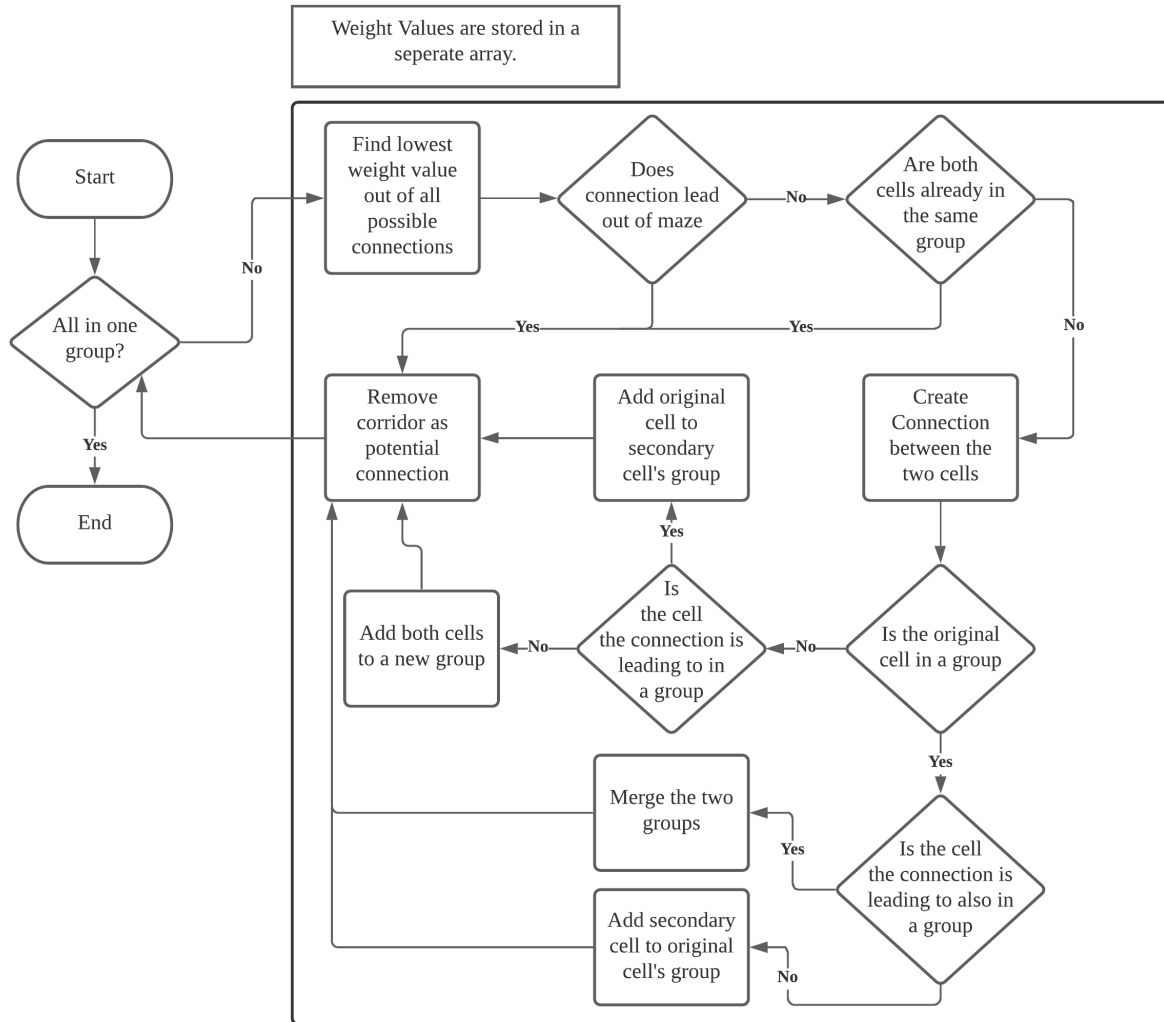 Weight Values are stored in a
seperate array.
Start
All in one
group?
No
Yes
End
Find lowest
weight value
out of all
possible
connections
Does
connection lead
out of maze
No
Are both
cells already in
the same
group
Yes
Yes
No
Remove
corridor as
potential
connection
Add original
cell to
secondary
cell's group
Create
Connection
between the
two cells
Yes
Add both cells
to a new group
No
Is
the cell
the connection is
leading to in
a group
No
Is the original
cell in a group
Yes
Merge the two
groups
Yes
Is the cell
the connection is
leading to also in
a group
Add secondary
cell to original
cell's group
No